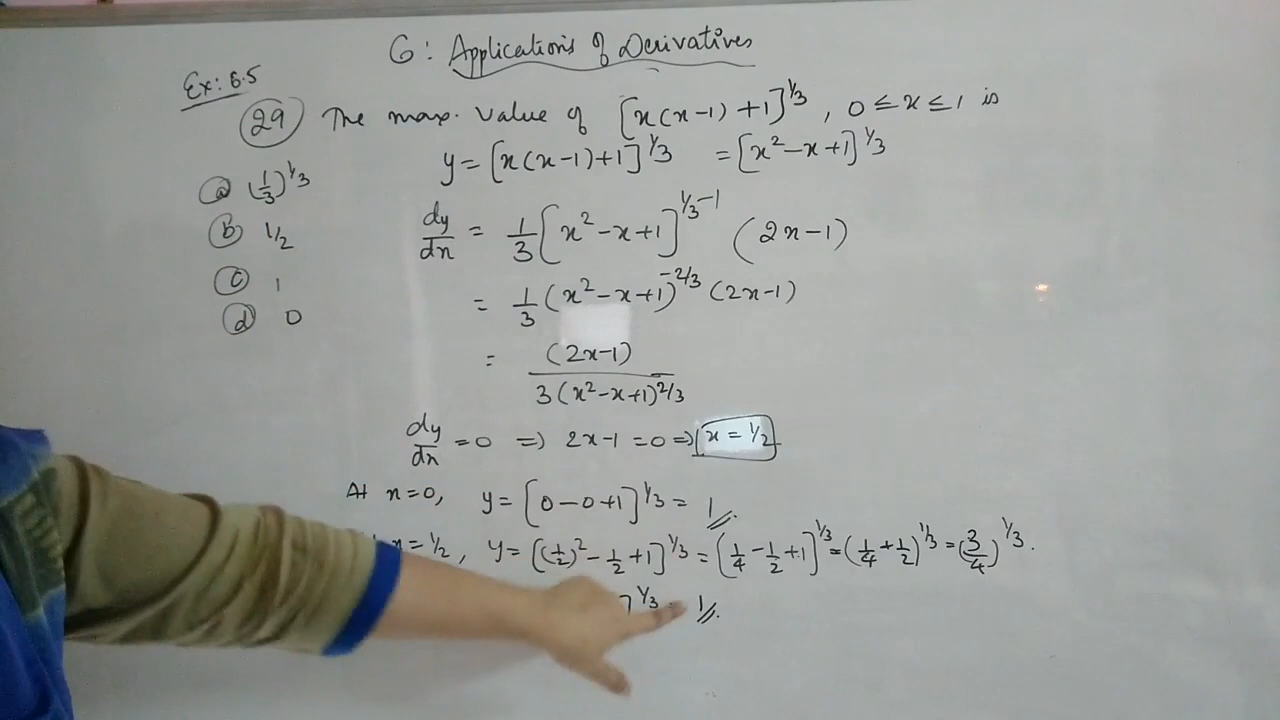 6: Applications of Derivatives
Ex: 6.5
(29) The max. value of [x(x-1)+1]^1/3, 0 ≤ x ≤ 1 is
y = [x(x-1)+1]^1/3 = [x²-x+1]^1/3
(a) (1/3)^1/3
(b) 1/2
(c) 1
(d) 0
dy/dx = 1/3 [x²-x+1]^1/3-1 (2x-1)
= 1/3 (x²-x+1)^-2/3 (2x-1)
= (2x-1) / 3(x²-x+1)^2/3
dy/dx = 0 => 2x-1 = 0 => x = 1/2
At x=0, y = [0-0+1]^1/3 = 1.
x=1/2, y = [(1/2)²-1/2+1]^1/3 = (1/4-1/2+1)^1/3 = (1/4+1/2)^1/3 = (3/4)^1/3.
]^1/3 1.